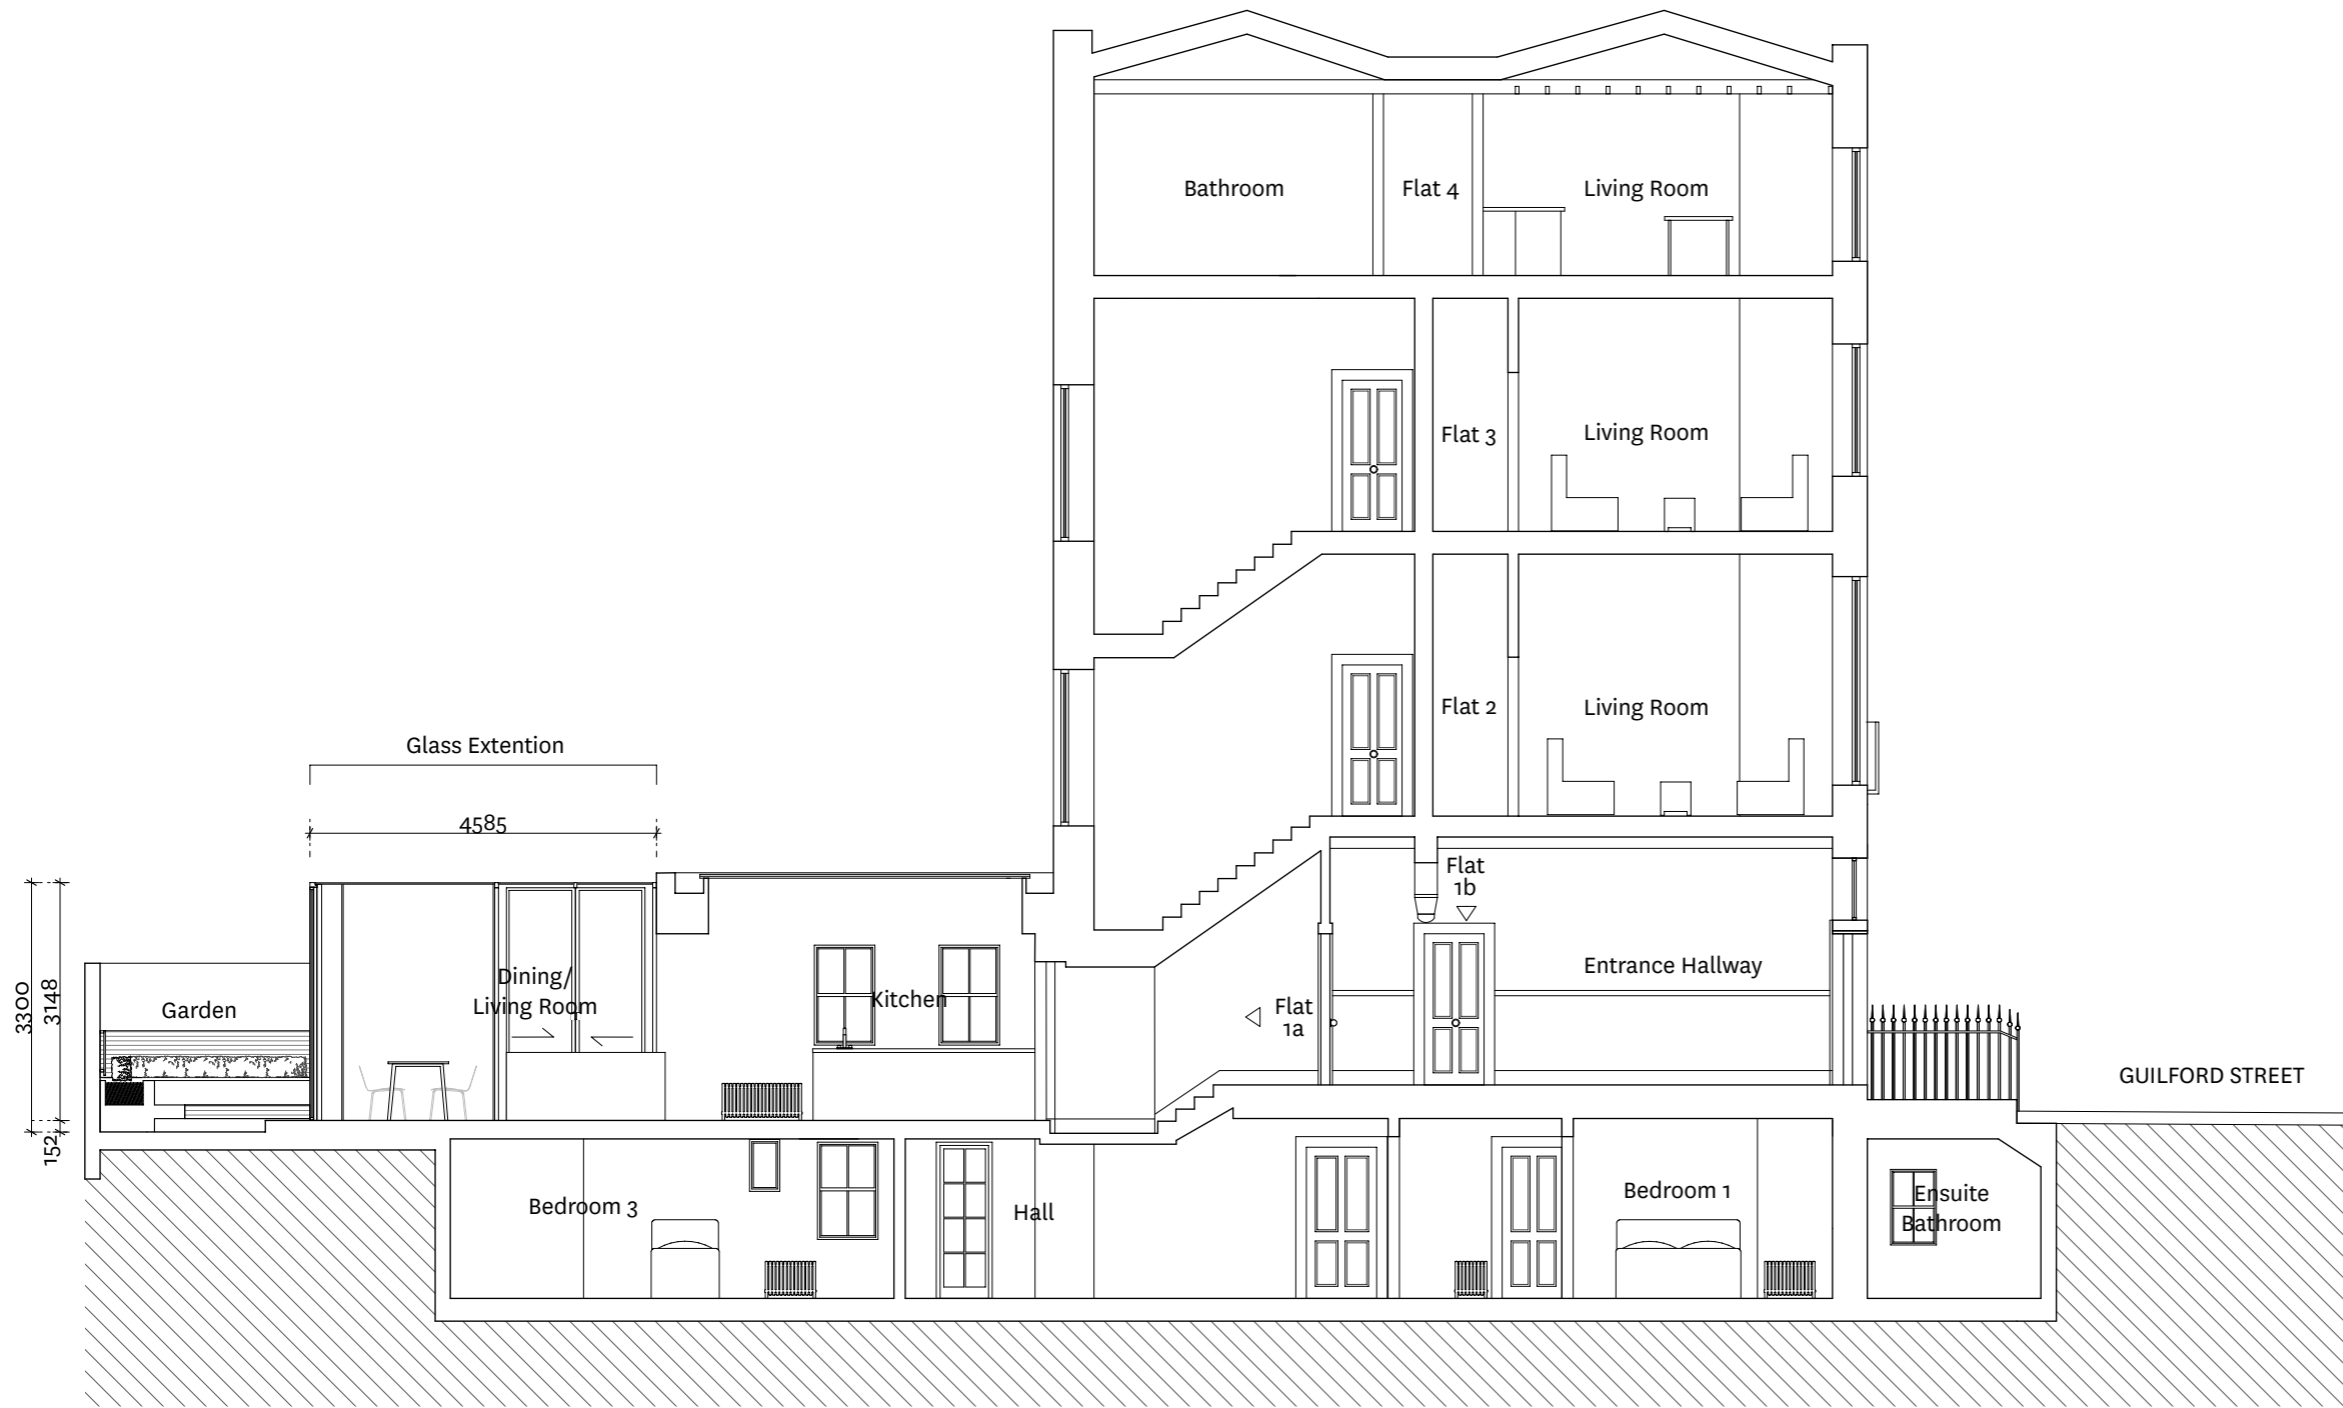 Bathroom
Flat 4
Living Room
Flat 3
Living Room
Flat 2
Living Room
Glass Extention
4585
Flat
1b
Entrance Hallway
Dining/
Living Room
Kitchen
Garden
Flat
1a
3300
3148
152
GUILFORD STREET
Bedroom 3
Hall
Bedroom 1
Ensuite
Bathroom